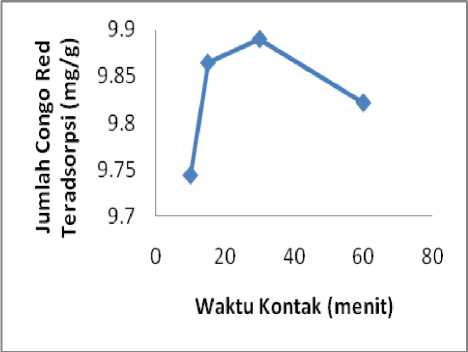 Jumlah Congo Red
Teradsorpsi (mg/g)
9.9
9.85
9.8
9.75
9.7
0 20 40 60 80
Waktu Kontak (menit)